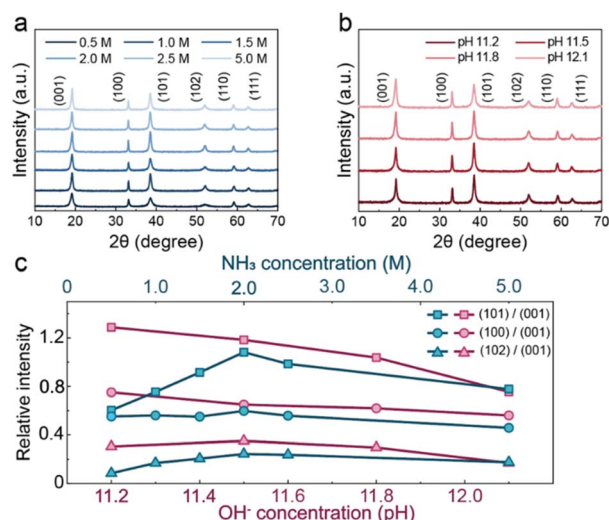 a
0.5 M 1.0 M 1.5 M
2.0 M 2.5 M 5.0 M
(001) (100) (101) (102) (110) (111)
Intensity (a.u.)
10 20 30 40 50 60 70
2θ (degree)
b
pH 11.2 pH 11.5
pH 11.8 pH 12.1
(001) (100) (101) (102) (110) (111)
Intensity (a.u.)
10 20 30 40 50 60 70
2θ (degree)
c
NH₃ concentration (M)
1.0 2.0 3.0 4.0 5.0
(101) / (001)
(100) / (001)
(102) / (001)
Relative intensity
1.2
0.8
0.4
0
11.2 11.4 11.6 11.8 12.0
OH⁻ concentration (pH)